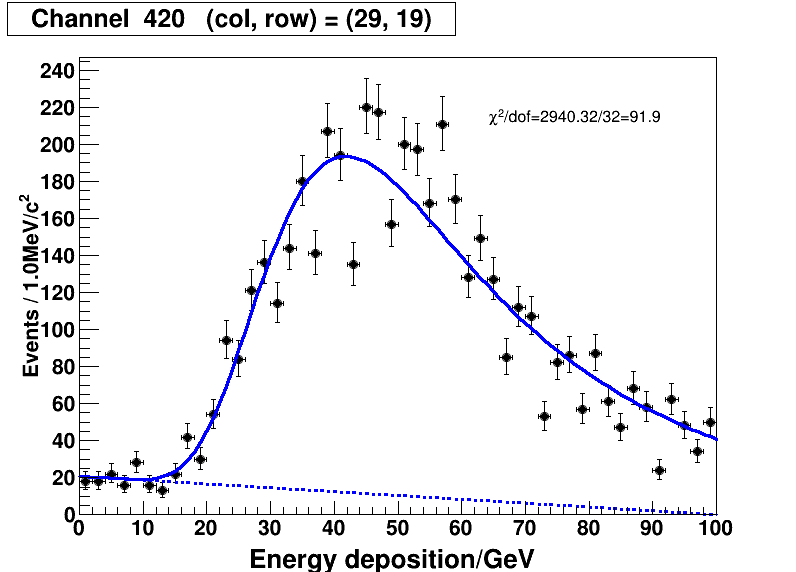 Channel 420 (col, row) = (29, 19)
χ²/dof=2940.32/32=91.9
Events / 1.0MeV/c²
240
220
200
180
160
140
120
100
80
60
40
20
0
0 10 20 30 40 50 60 70 80 90 100
Energy deposition/GeV